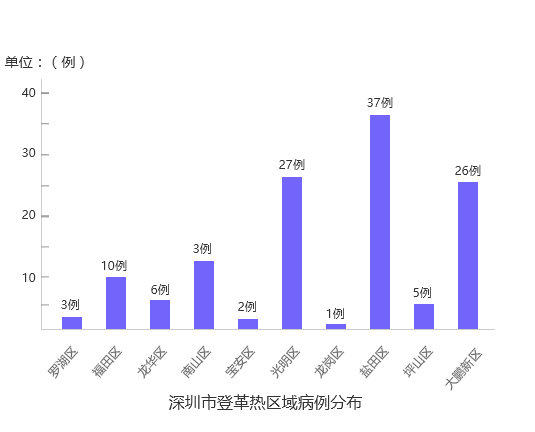 单位：（例）
40
30
20
10
3例
10例
6例
3例
2例
27例
1例
37例
5例
26例
罗湖区
福田区
龙华区
南山区
宝安区
光明区
龙岗区
盐田区
坪山区
大鹏新区
深圳市登革热区域病例分布